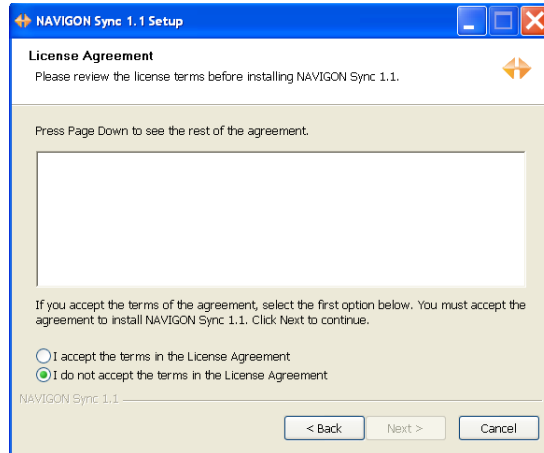 NAVIGON Sync 1.1 Setup
License Agreement
Please review the license terms before installing NAVIGON Sync 1.1.
Press Page Down to see the rest of the agreement.
If you accept the terms of the agreement, select the first option below. You must accept the
agreement to install NAVIGON Sync 1.1. Click Next to continue.
I accept the terms in the License Agreement
I do not accept the terms in the License Agreement
NAVIGON Sync 1.1
< Back Next > Cancel